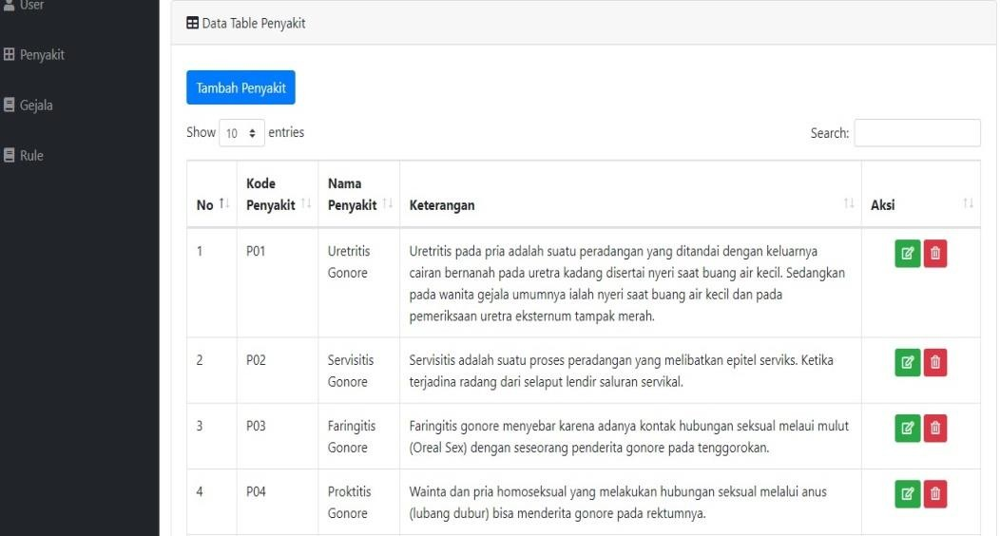 User
Penyakit
Gejala
Rule
Data Table Penyakit
Tambah Penyakit
Show 10 entries
Search:
No
Kode
Penyakit
Nama
Penyakit
Keterangan
Aksi
1
P01
Uretritis
Gonore
Uretritis pada pria adalah suatu peradangan yang ditandai dengan keluarnya
cairan bernanah pada uretra kadang disertai nyeri saat buang air kecil. Sedangkan
pada wanita gejala umumnya ialah nyeri saat buang air kecil dan pada
pemeriksaan uretra eksternum tampak merah.
2
P02
Servisitis
Gonore
Servisitis adalah suatu proses peradangan yang melibatkan epitel serviks. Ketika
terjadina radang dari selaput lendir saluran servikal.
3
P03
Faringitis
Gonore
Faringitis gonore menyebar karena adanya kontak hubungan seksual melaui mulut
(Oreal Sex) dengan seseorang penderita gonore pada tenggorokan.
4
P04
Proktitis
Gonore
Wainta dan pria homoseksual yang melakukan hubungan seksual melalui anus
(lubang dubur) bisa menderita gonore pada rektumnya.